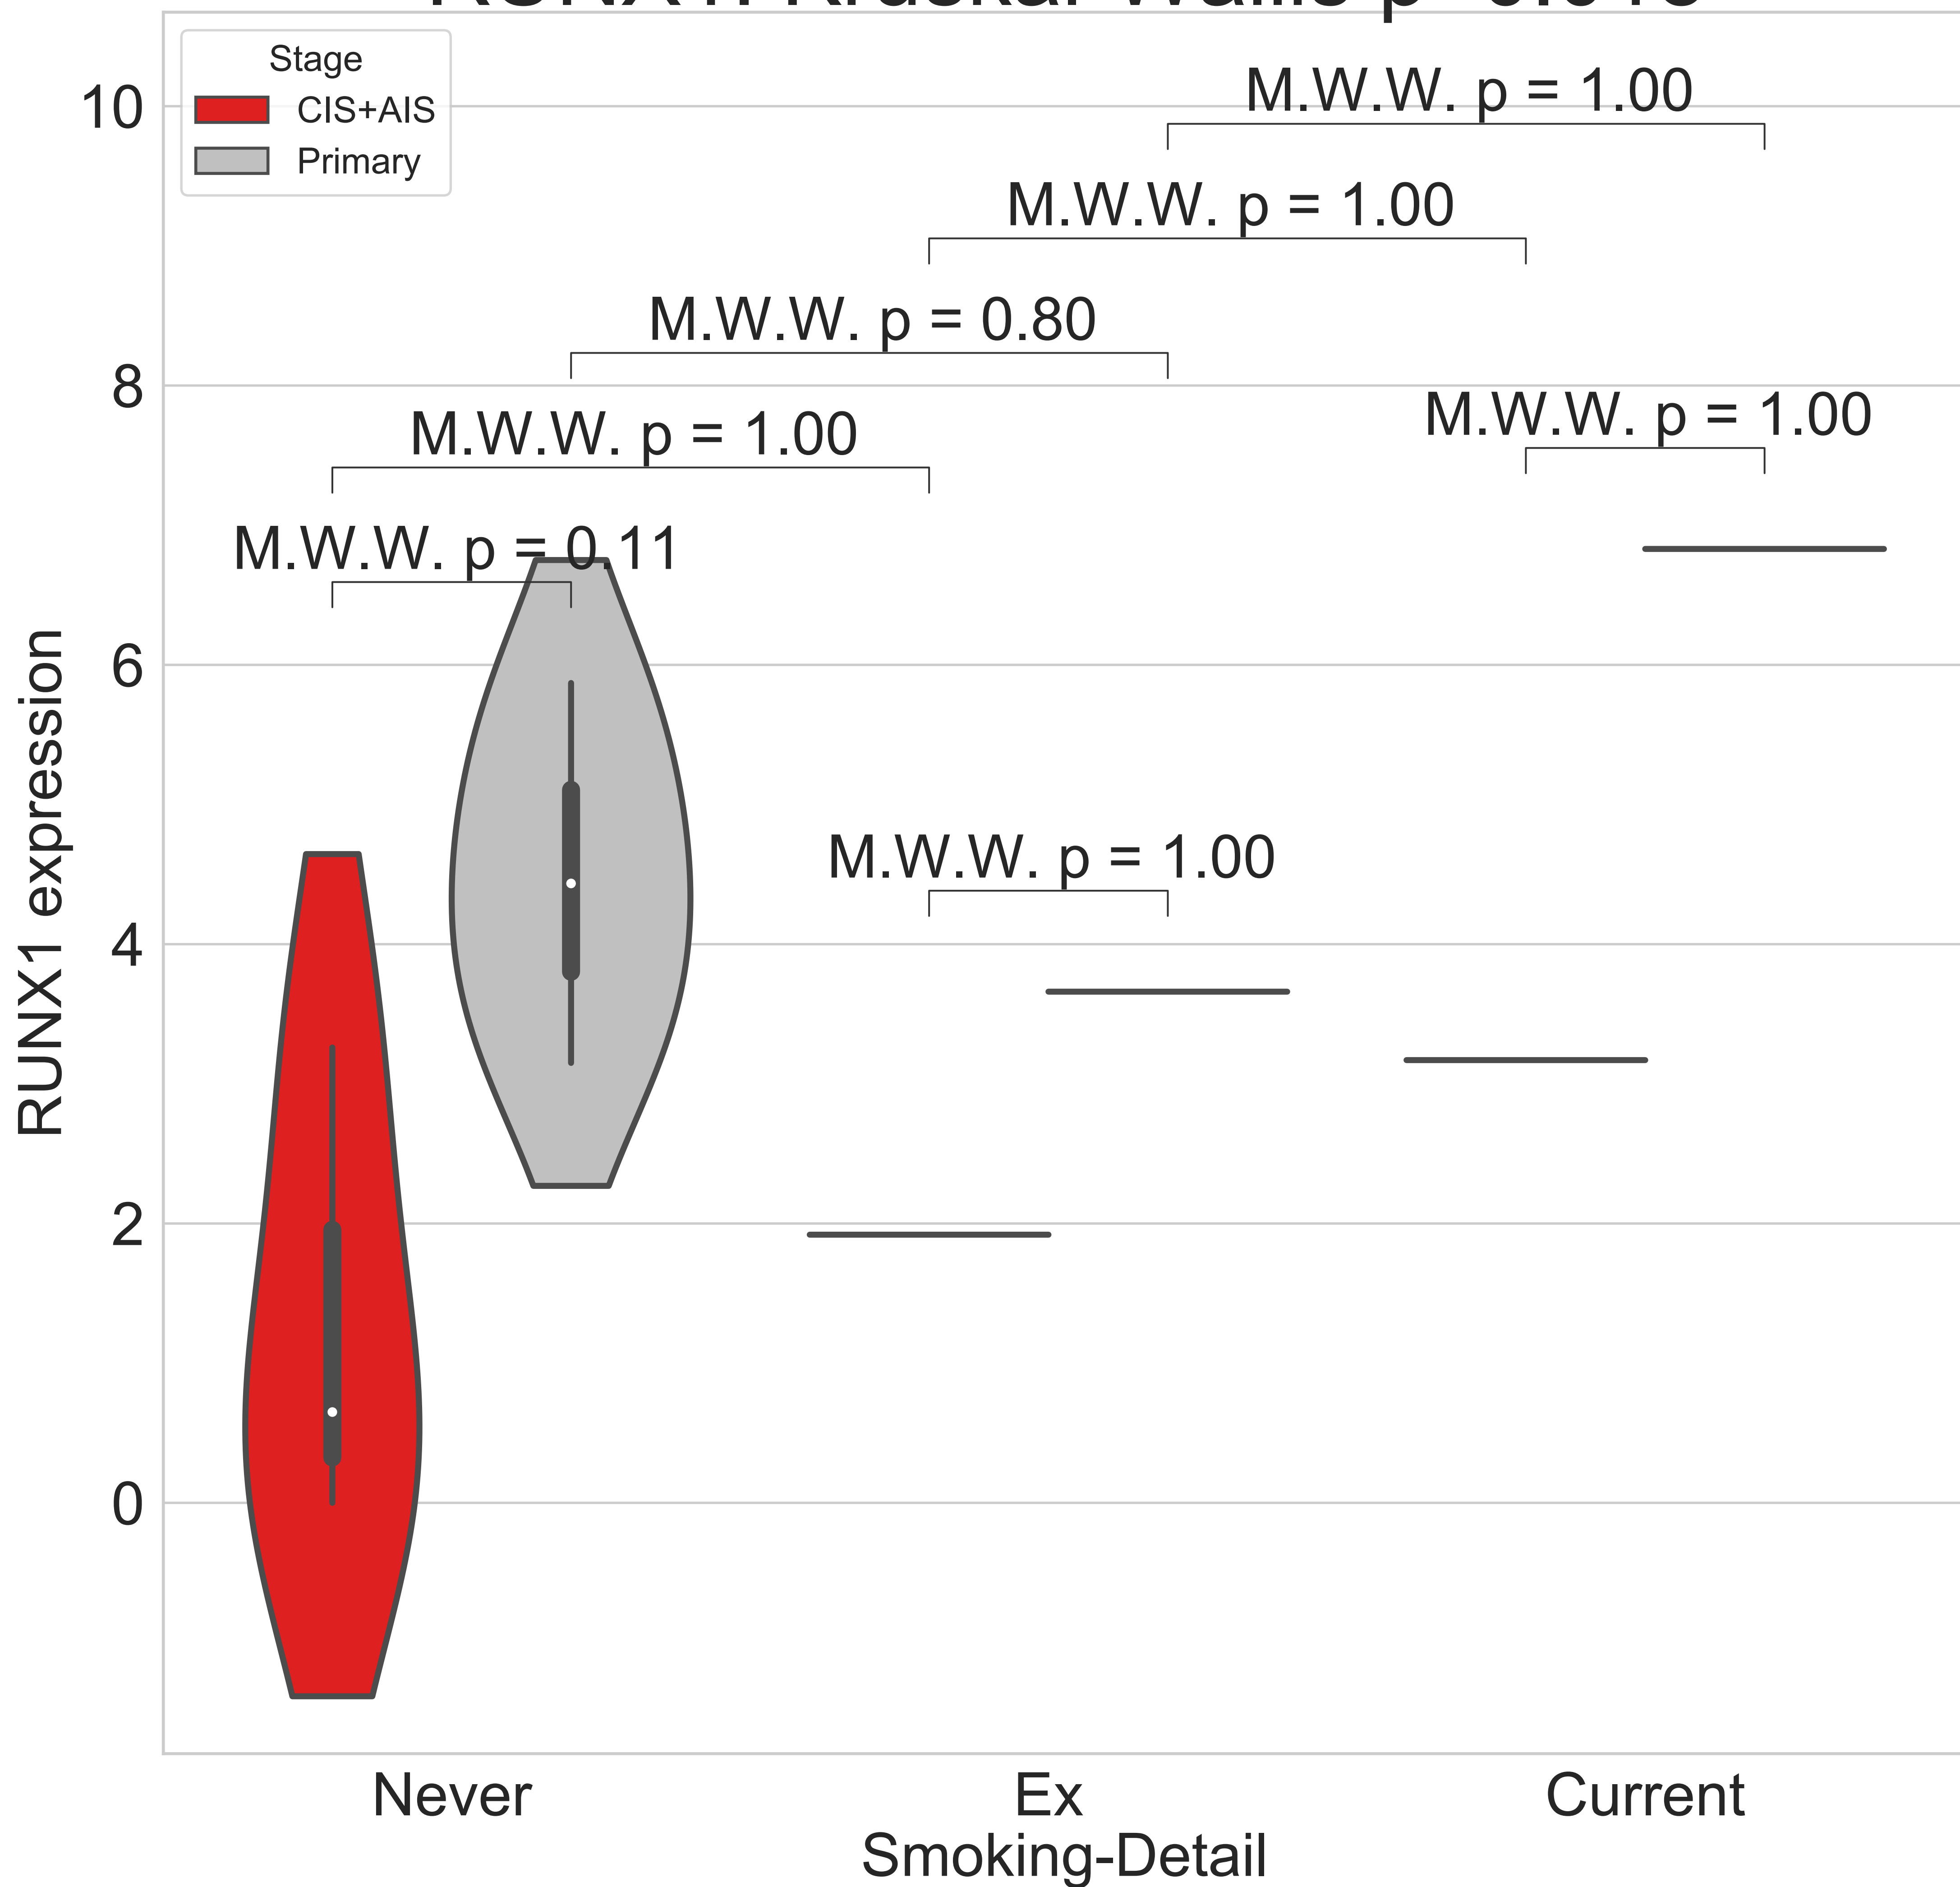 Stage
CIS+AIS
Primary
M.W.W. p = 1.00
M.W.W. p = 1.00
M.W.W. p = 0.80
M.W.W. p = 1.00
M.W.W. p = 1.00
M.W.W. p = 0.11
M.W.W. p = 1.00
10
8
6
4
2
0
RUNX1 expression
Never
Ex
Current
Smoking-Detail